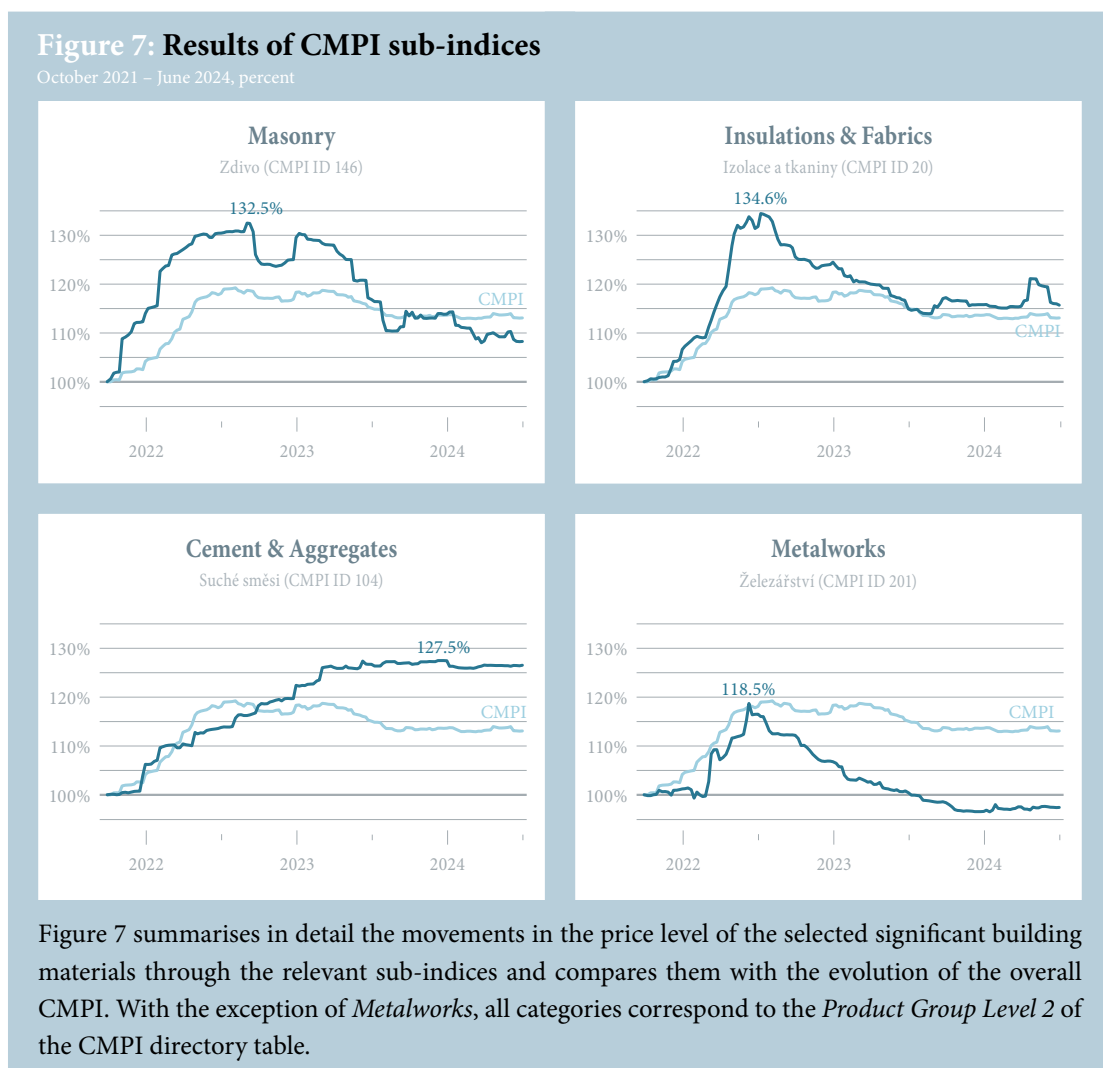 Figure 7: Results of CMPI sub-indices
October 2021 – June 2024, percent
Masonry
Zdivo (CMPI ID 146)
132.5%
130%
120%
CMPI
110%
100%
2022 2023 2024
Insulations & Fabrics
Izolace a tkaniny (CMPI ID 20)
134.6%
130%
120%
110%
CMPI
100%
2022 2023 2024
Cement & Aggregates
Suché směsi (CMPI ID 104)
127.5%
130%
120%
CMPI
110%
100%
2022 2023 2024
Metalworks
Železářství (CMPI ID 201)
130%
118.5%
120%
CMPI
110%
100%
2022 2023 2024
Figure 7 summarises in detail the movements in the price level of the selected significant building
materials through the relevant sub-indices and compares them with the evolution of the overall
CMPI. With the exception of Metalworks, all categories correspond to the Product Group Level 2 of
the CMPI directory table.